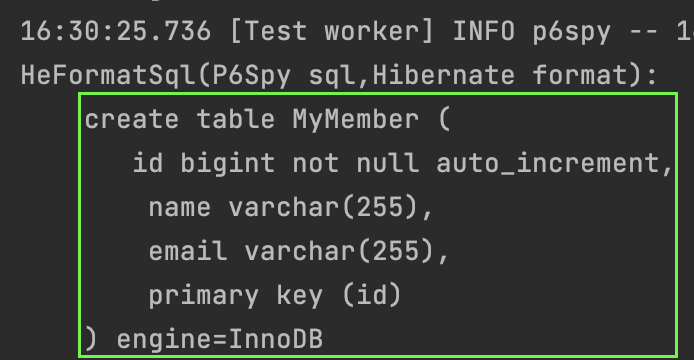 16:30:25.736 [Test worker] INFO p6spy -- 1
HeFormatSql(P6Spy sql,Hibernate format):
create table MyMember (
id bigint not null auto_increment,
name varchar(255),
email varchar(255),
primary key (id)
) engine=InnoDB